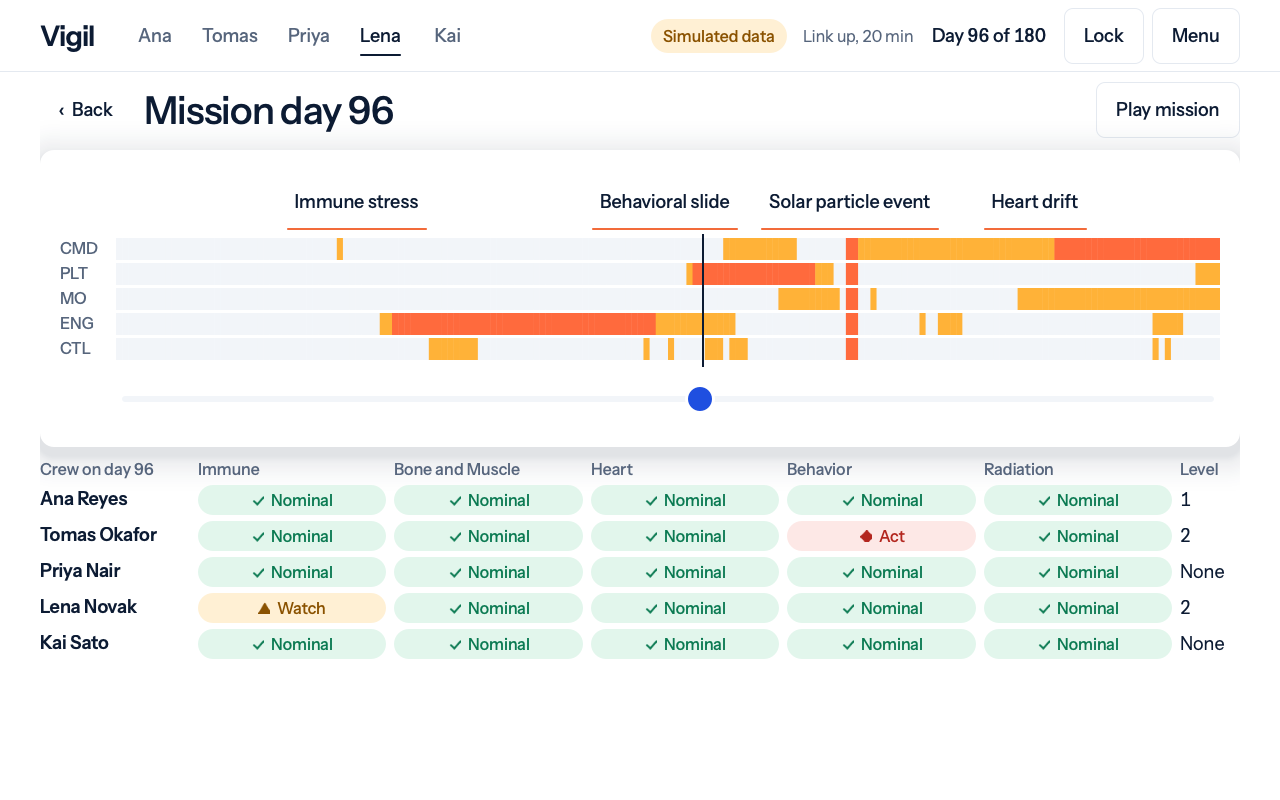 Vigil Ana Tomas Priya Lena Kai Simulated data Link up, 20 min Day 96 of 180 Lock Menu
‹ Back Mission day 96 Play mission
Immune stress Behavioral slide Solar particle event Heart drift
CMD
PLT
MO
ENG
CTL
Crew on day 96 Immune Bone and Muscle Heart Behavior Radiation Level
Ana Reyes Nominal Nominal Nominal Nominal Nominal 1
Tomas Okafor Nominal Nominal Nominal Act Nominal 2
Priya Nair Nominal Nominal Nominal Nominal Nominal None
Lena Novak Watch Nominal Nominal Nominal Nominal 2
Kai Sato Nominal Nominal Nominal Nominal Nominal None